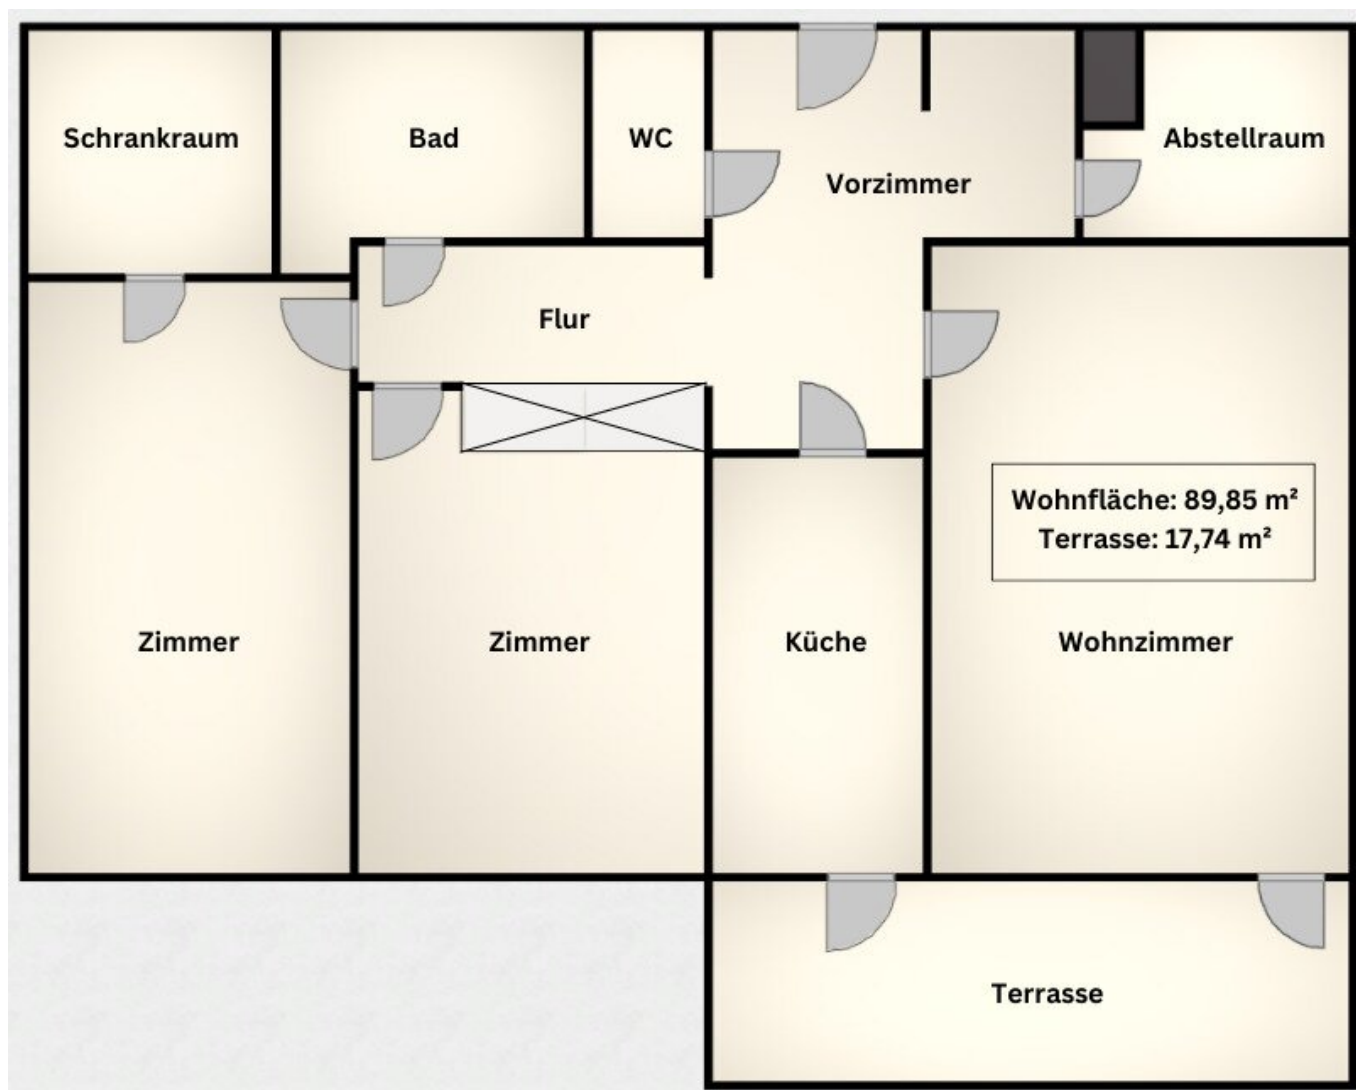 Schrankraum
Bad
WC
Abstellraum
Vorzimmer
Flur
Wohnfläche: 89,85 m²
Terrasse: 17,74 m²
Zimmer
Zimmer
Küche
Wohnzimmer
Terrasse